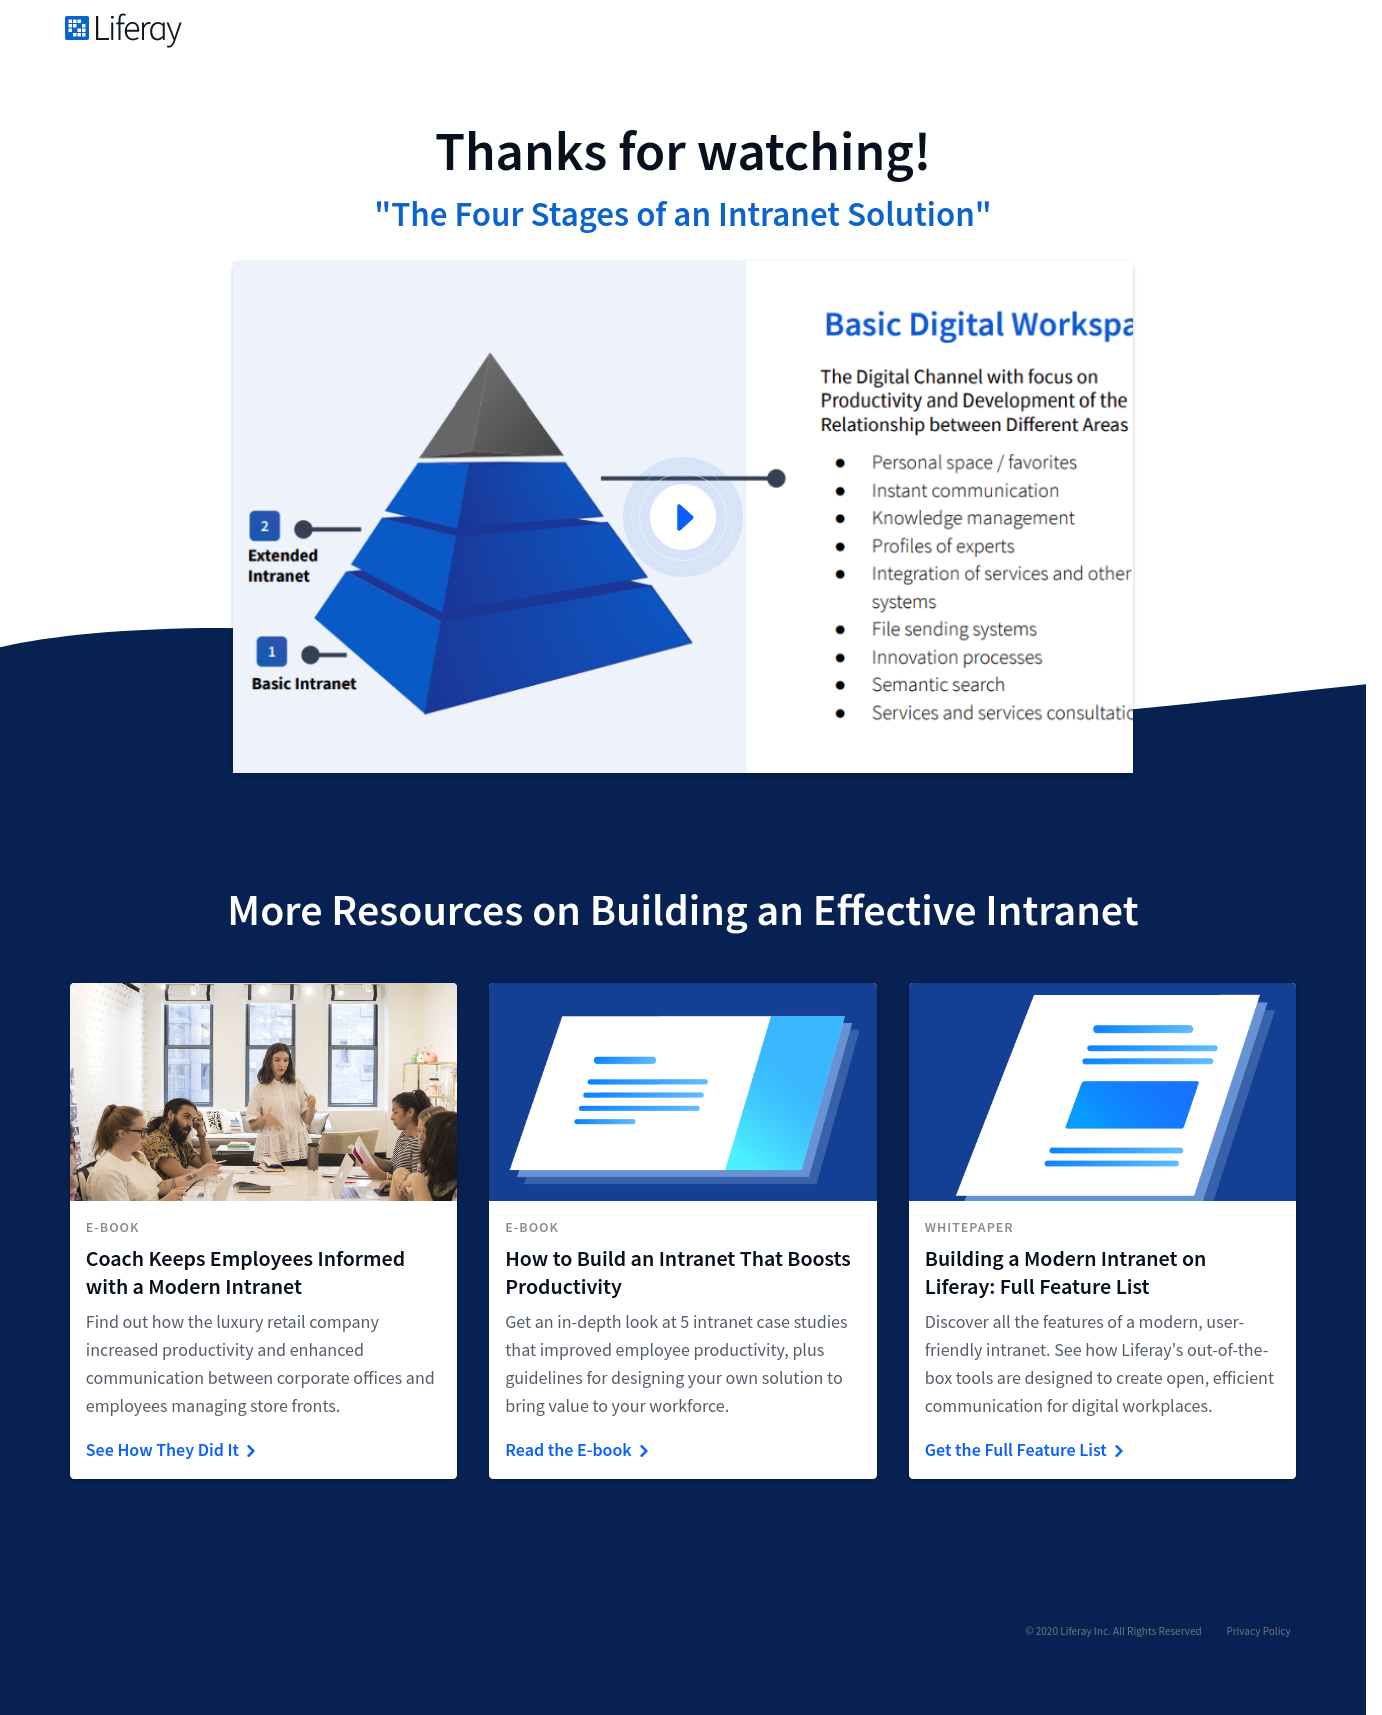 Liferay
Thanks for watching!
"The Four Stages of an Intranet Solution"
Basic Digital Workspa
The Digital Channel with focus on
Productivity and Development of the
Relationship between Different Areas
● Personal space / favorites
● Instant communication
● Knowledge management
● Profiles of experts
● Integration of services and other
systems
● File sending systems
● Innovation processes
● Semantic search
● Services and services consultatio
2
Extended
Intranet
1
Basic Intranet
More Resources on Building an Effective Intranet
E-BOOK
Coach Keeps Employees Informed
with a Modern Intranet
Find out how the luxury retail company
increased productivity and enhanced
communication between corporate offices and
employees managing store fronts.
See How They Did It
E-BOOK
How to Build an Intranet That Boosts
Productivity
Get an in-depth look at 5 intranet case studies
that improved employee productivity, plus
guidelines for designing your own solution to
bring value to your workforce.
Read the E-book
WHITEPAPER
Building a Modern Intranet on
Liferay: Full Feature List
Discover all the features of a modern, user-
friendly intranet. See how Liferay's out-of-the-
box tools are designed to create open, efficient
communication for digital workplaces.
Get the Full Feature List
© 2020 Liferay Inc. All Rights Reserved
Privacy Policy